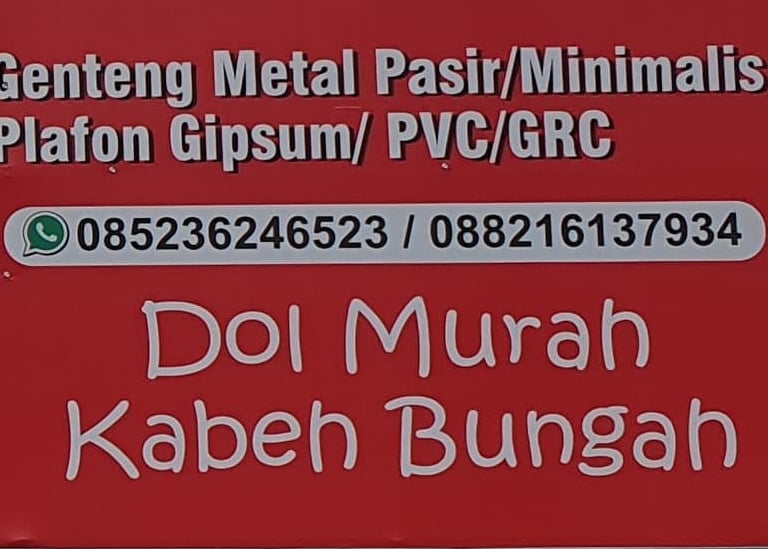 Genteng Metal Pasir/Minimalis
Plafon Gipsum/ PVC/GRC
085236246523 / 088216137934
Dol Murah
Kabeh Bungah